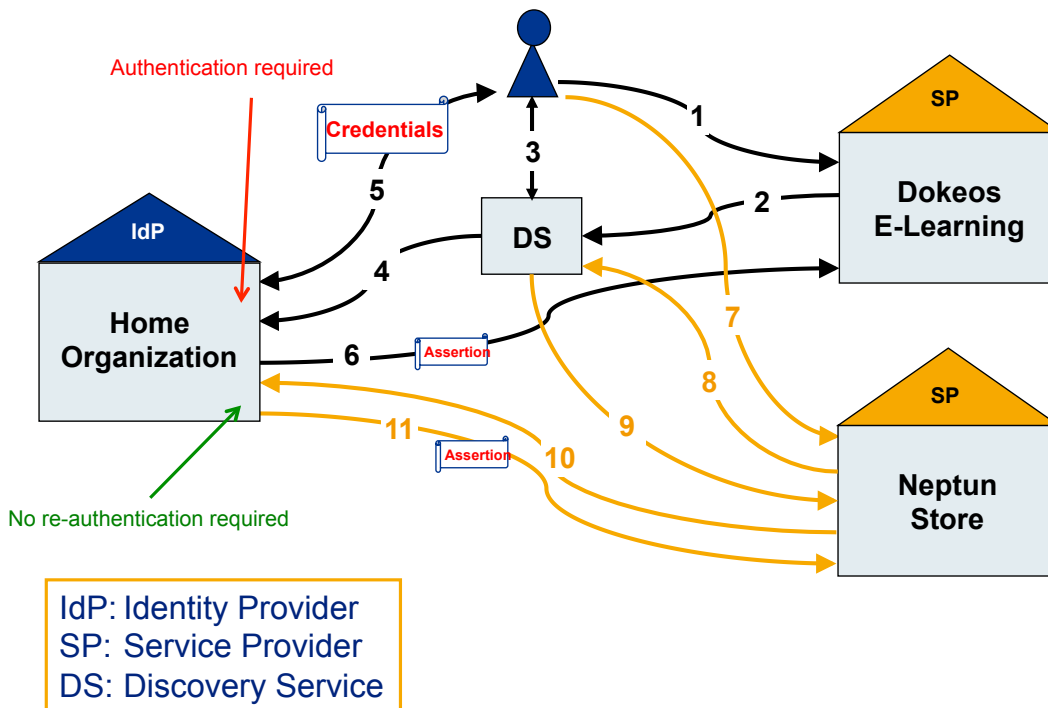 Authentication required
SP
1
Credentials
3
Dokeos
E-Learning
5
2
IdP
DS
4
Home
Organization
7
6
Assertion
8
SP
9
11
10
Assertion
Neptun
Store
No re-authentication required
IdP: Identity Provider
SP: Service Provider
DS: Discovery Service